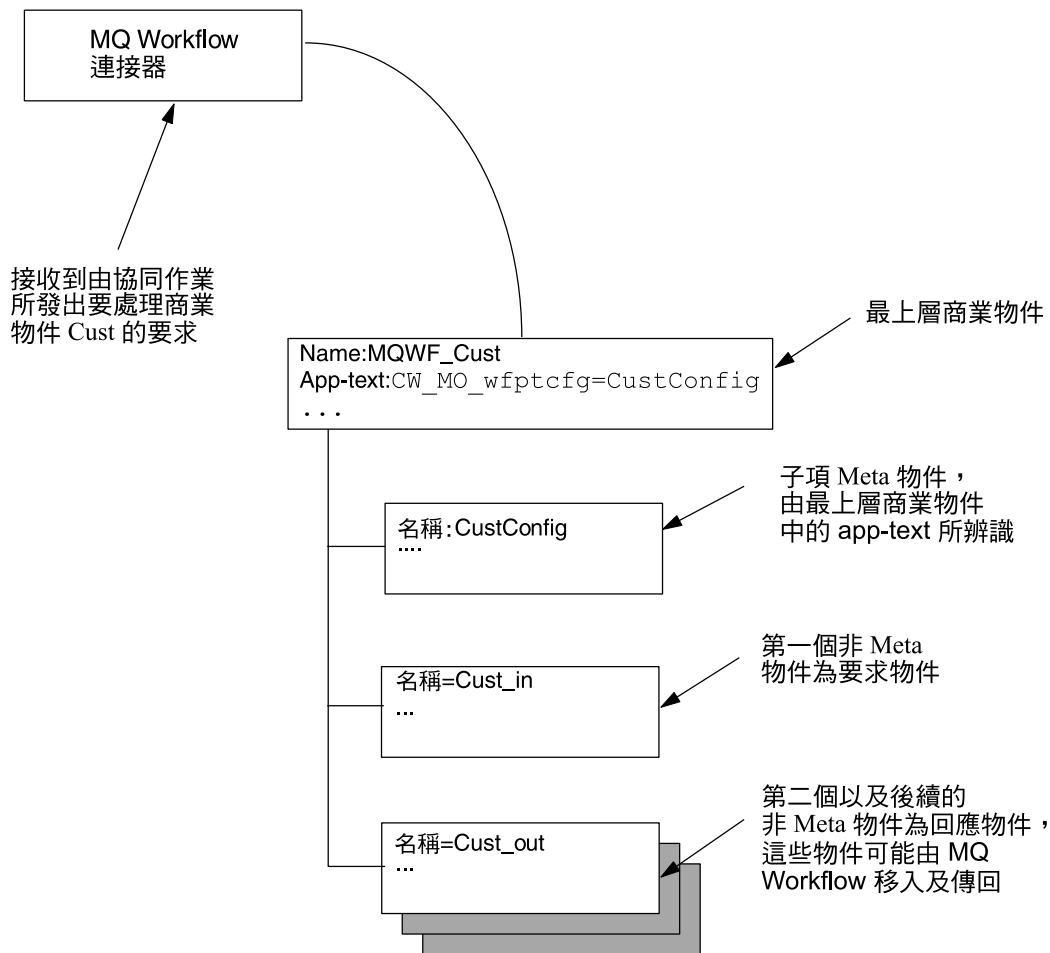 MQ Workflow
連接器
接收到由協同作業
所發出要處理商業
物件 Cust 的要求
最上層商業物件
Name:MQWF_Cust
App-text:CW_MO_wfptcfg=CustConfig
...
子項 Meta 物件，
由最上層商業物件
中的 app-text 所辨識
名稱:CustConfig
....
第一個非 Meta
物件為要求物件
名稱=Cust_in
...
第二個以及後續的
非 Meta 物件為回應物件，
這些物件可能由 MQ
Workflow 移入及傳回
名稱=Cust_out
...